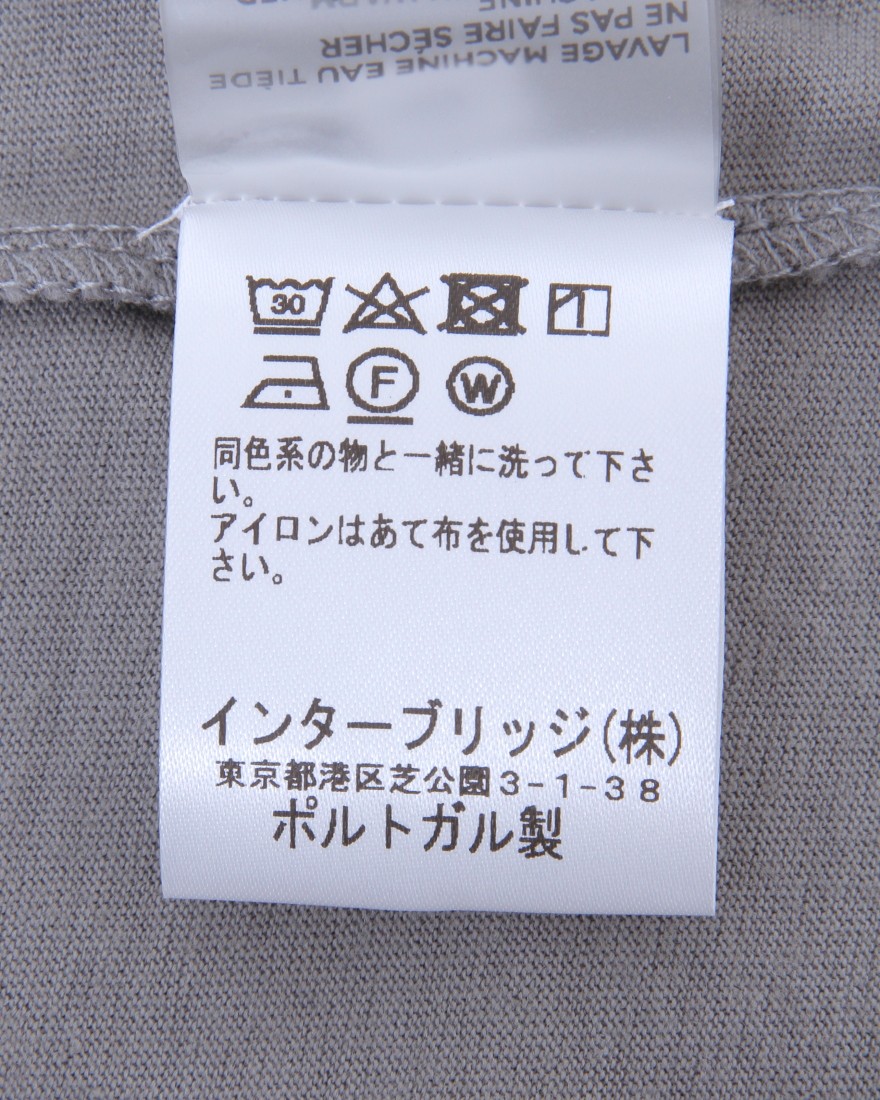 LAVAGE MACHINE EAU TIÈDE
NE PAS FAIRE SÉCHER
30
F
W
同色系の物と一緒に洗って下さ
い。
アイロンはあて布を使用して下
さい。
インターブリッジ(株)
東京都港区芝公園3-1-38
ポルトガル製